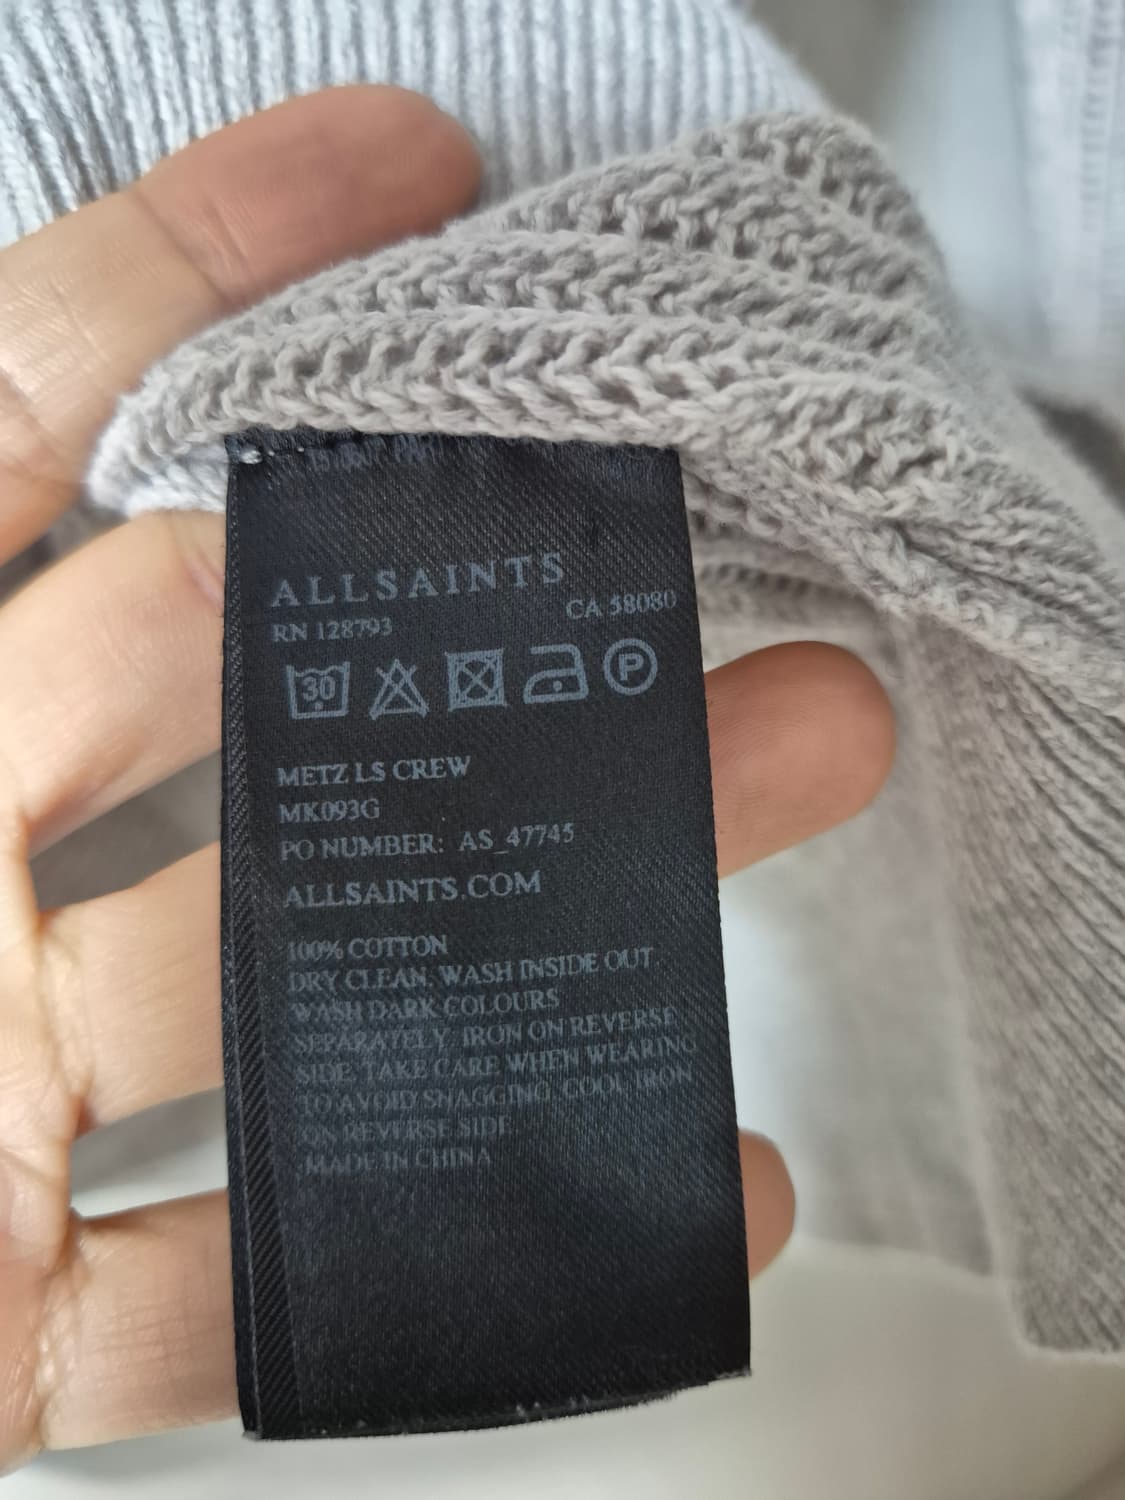 ALLSAINTS
RN 128793 CA 58080
30 P
METZ LS CREW
MK093G
PO NUMBER: AS_47745
ALLSAINTS.COM
100% COTTON
DRY CLEAN. WASH INSIDE OUT.
WASH DARK COLOURS
SEPARATELY. IRON ON REVERSE
SIDE. TAKE CARE WHEN WEARING
TO AVOID SNAGGING. COOL IRON
ON REVERSE SIDE.
MADE IN CHINA